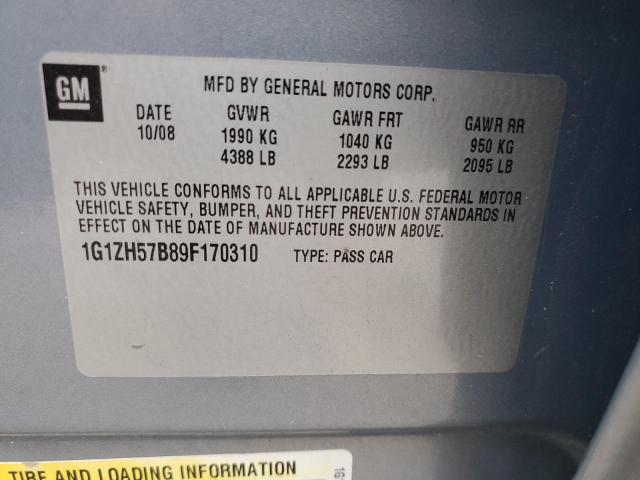 GM ®
MFD BY GENERAL MOTORS CORP.
DATE GVWR GAWR FRT GAWR RR
10/08 1990 KG 1040 KG 950 KG
4388 LB 2293 LB 2095 LB
THIS VEHICLE CONFORMS TO ALL APPLICABLE U.S. FEDERAL MOTOR
VEHICLE SAFETY, BUMPER, AND THEFT PREVENTION STANDARDS IN
EFFECT ON THE DATE OF MANUFACTURE SHOWN ABOVE.
1G1ZH57B89F170310 TYPE: PASS CAR
TIRE AND LOADING INFORMATION
1G